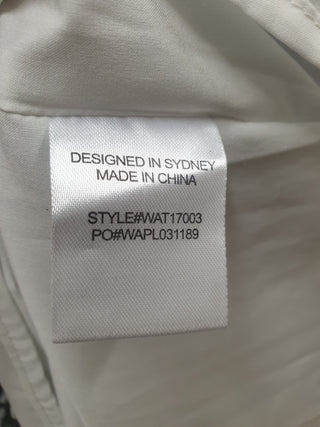 DESIGNED IN SYDNEY
MADE IN CHINA
STYLE#WAT17003
PO#WAPL031189